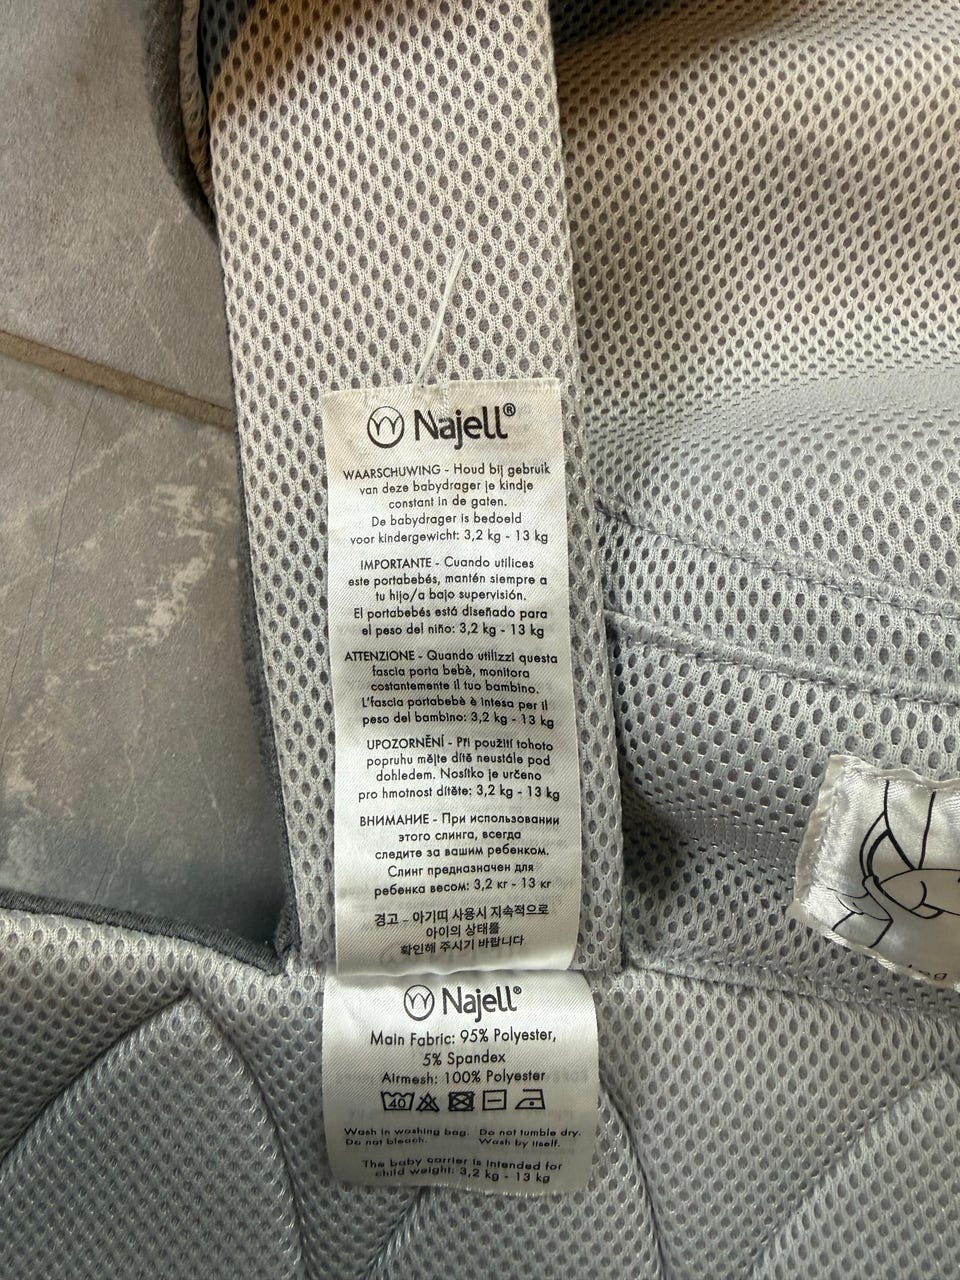 Najell®
WAARSCHUWING - Houd bij gebruik
van deze babydrager je kindje
constant in de gaten.
De babydrager is bedoeld
voor kindergewicht: 3,2 kg - 13 kg
IMPORTANTE - Cuando utilices
este portabebés, mantén siempre a
tu hijo/a bajo supervisión.
El portabebés está diseñado para
el peso del niño: 3,2 kg - 13 kg
ATTENZIONE - Quando utilizzi questa
fascia porta bebè, monitora
costantemente il tuo bambino.
L'fascia portabebè è intesa per il
peso del bambino: 3,2 kg - 13 kg
UPOZORNĚNÍ - Při použití tohoto
popruhu mějte dítě neustále pod
dohledem. Nosítko je určeno
pro hmotnost dítěte: 3,2 kg - 13 kg
ВНИМАНИЕ - При использовании
этого слинга, всегда
следите за вашим ребенком.
Слинг предназначен для
ребенка весом: 3,2 кг - 13 кг
경고 - 아기띠 사용시 지속적으로
아이의 상태를
확인해 주시기 바랍니다
Najell®
Main Fabric: 95% Polyester,
5% Spandex
Airmesh: 100% Polyester
40
Wash in washing bag. Do not tumble dry.
Do not bleach. Wash by itself.
The baby carrier is intended for
child weight: 3,2 kg - 13 kg